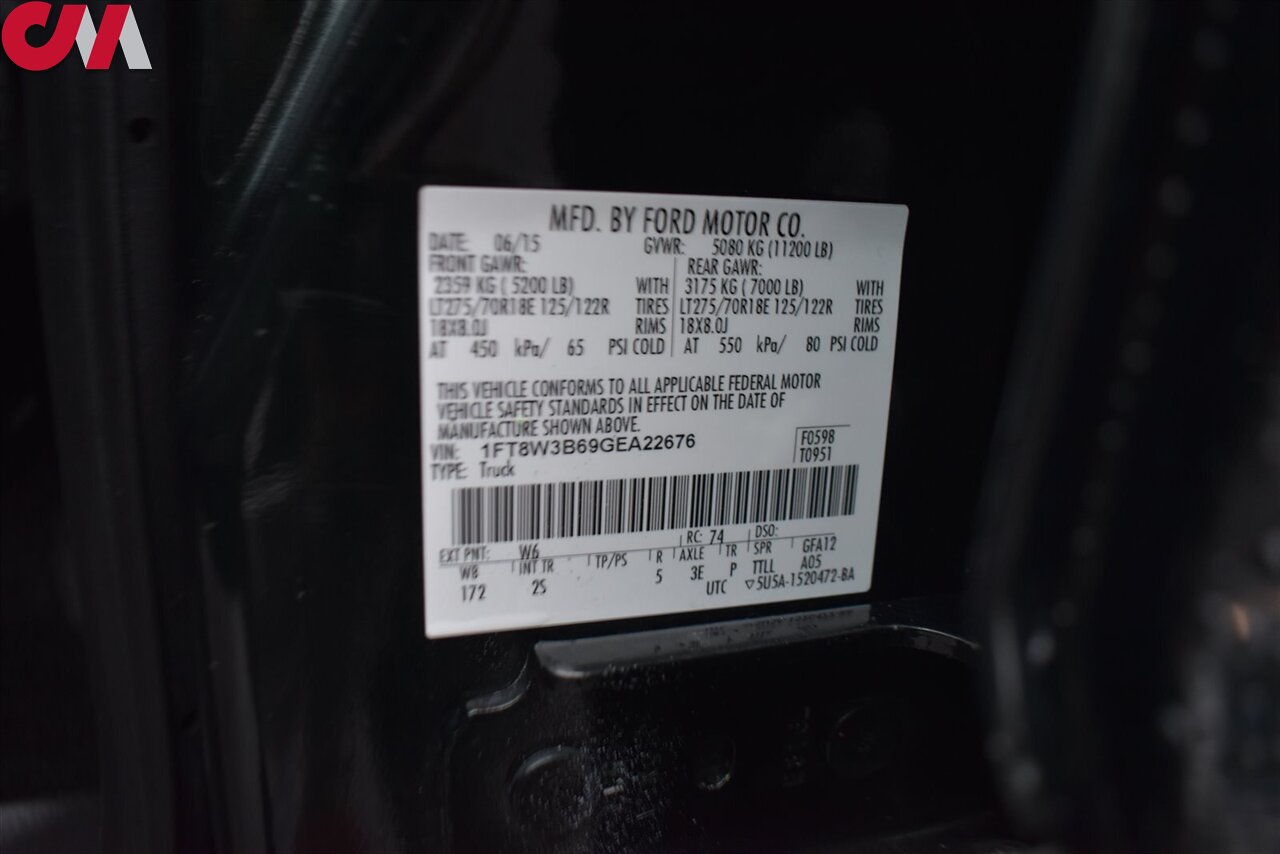 CM
MFD. BY FORD MOTOR CO.
DATE: 06/15 GVWR: 5080 KG (11200 LB)
FRONT GAWR: REAR GAWR:
2359 KG ( 5200 LB) WITH 3175 KG ( 7000 LB) WITH
LT275/70R18E 125/122R TIRES LT275/70R18E 125/122R TIRES
18X8.0J RIMS 18X8.0J RIMS
AT 450 kPa/ 65 PSI COLD AT 550 kPa/ 80 PSI COLD
THIS VEHICLE CONFORMS TO ALL APPLICABLE FEDERAL MOTOR
VEHICLE SAFETY STANDARDS IN EFFECT ON THE DATE OF
MANUFACTURE SHOWN ABOVE.
VIN: 1FT8W3B69GEA22676 F0598
TYPE: Truck T0951
EXT PNT: W6 RC: 74 DSO:
WB INT TR TP/PS R AXLE TR SPR GFA12
172 2S 5 3E P TTLL A05
UTC ▽5U5A-1520472-BA